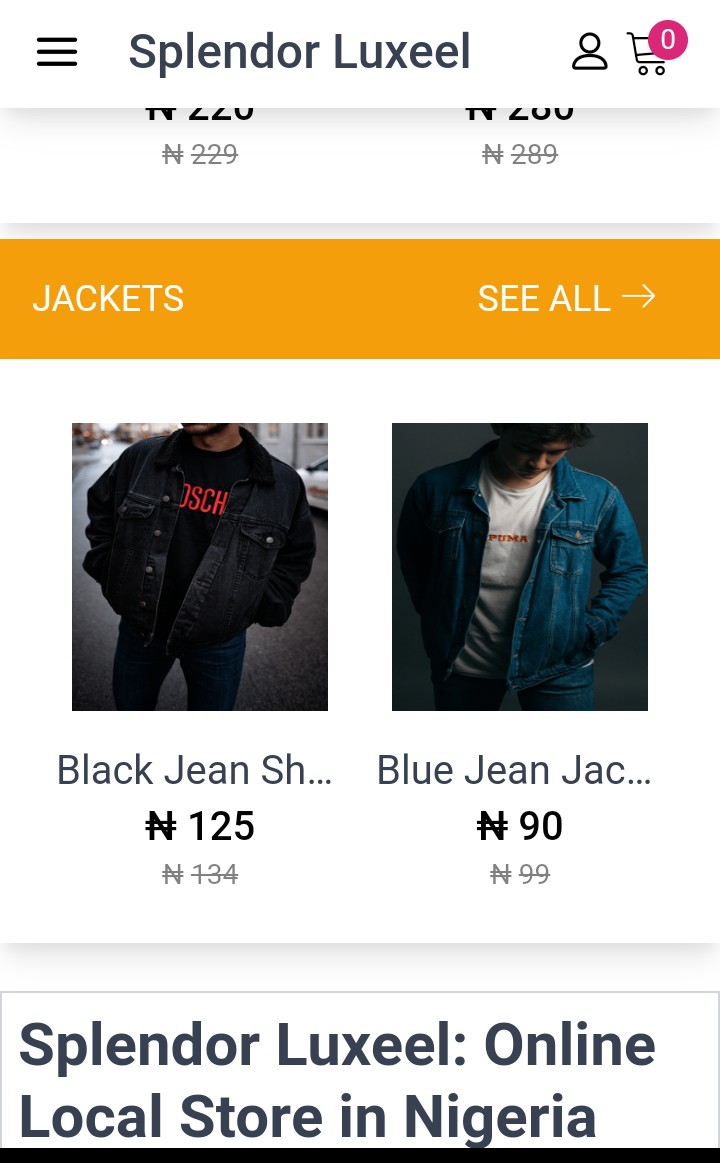 Splendor Luxeel
0
₦ 220
₦ 280
₦ 229
₦ 289
JACKETS
SEE ALL →
OSCH
PUMA
Black Jean Sh...
Blue Jean Jac...
₦ 125
₦ 90
₦ 134
₦ 99
Splendor Luxeel: Online
Local Store in Nigeria